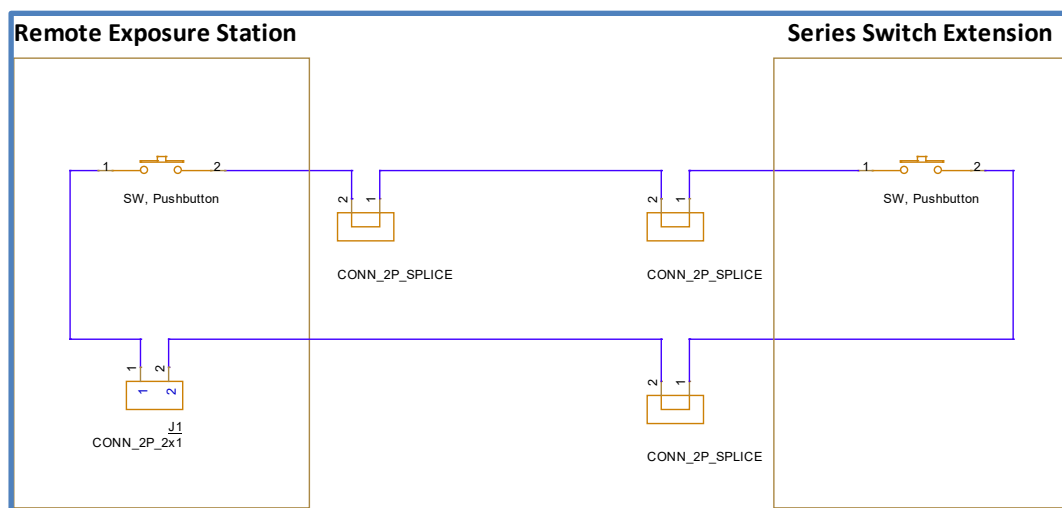 Remote Exposure Station
Series Switch Extension
1 2
SW, Pushbutton
2 1
CONN_2P_SPLICE
2 1
CONN_2P_SPLICE
1 2
SW, Pushbutton
1 2
1 2
J1
CONN_2P_2x1
2 1
CONN_2P_SPLICE